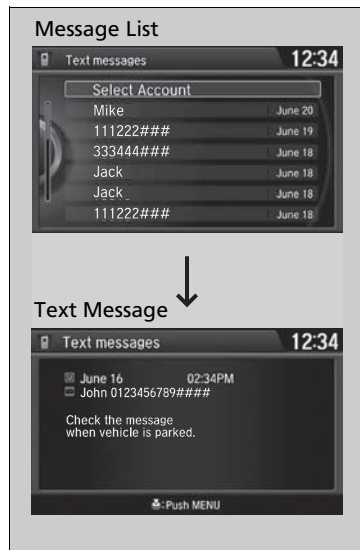 Message List
Text messages 12:34
Select Account
Mike June 20
111222### June 19
333444### June 18
Jack June 18
Jack June 18
111222### June 18
Text Message
Text messages 12:34
June 16 02:34PM
John 0123456789####
Check the message
when vehicle is parked.
:Push MENU